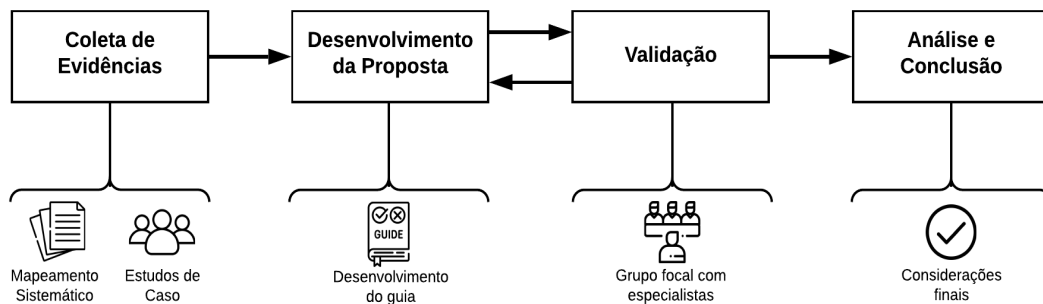 Coleta de
Evidências
Desenvolvimento
da Proposta
Validação
Análise e
Conclusão
GUIDE
Mapeamento
Sistemático
Estudos de
Caso
Desenvolvimento
do guia
Grupo focal com
especialistas
Considerações
finais